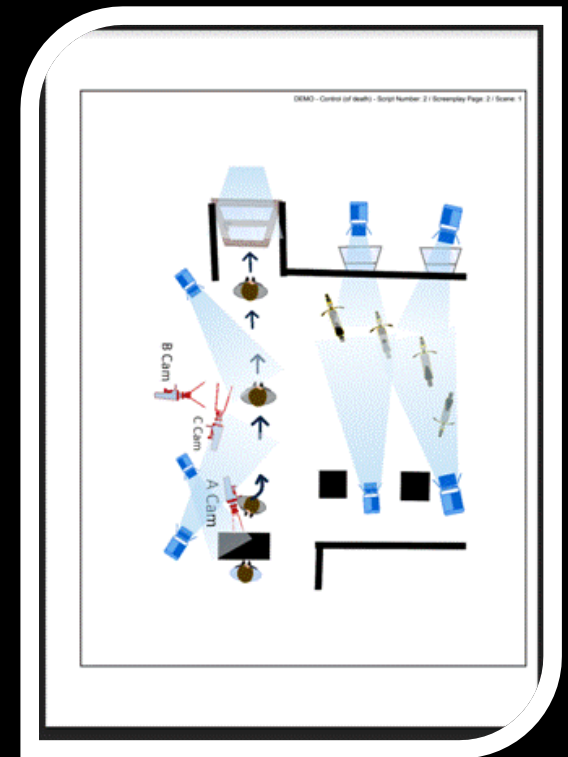 DEMO - Control (of death) - Script Number: 2 / Screenplay Page: 2 / Scene: 1
B Cam
C Cam
A Cam